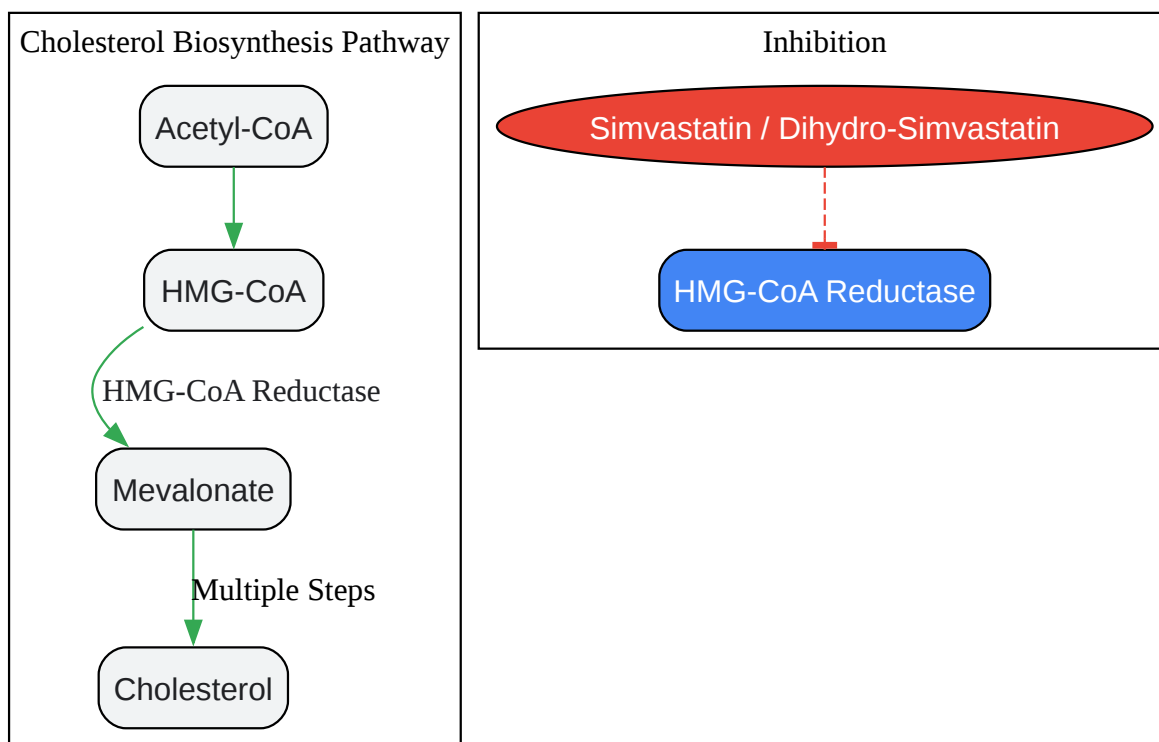 Cholesterol Biosynthesis Pathway
Acetyl-CoA
HMG-CoA
HMG-CoA Reductase
Mevalonate
Multiple Steps
Cholesterol
Inhibition
Simvastatin / Dihydro-Simvastatin
HMG-CoA Reductase